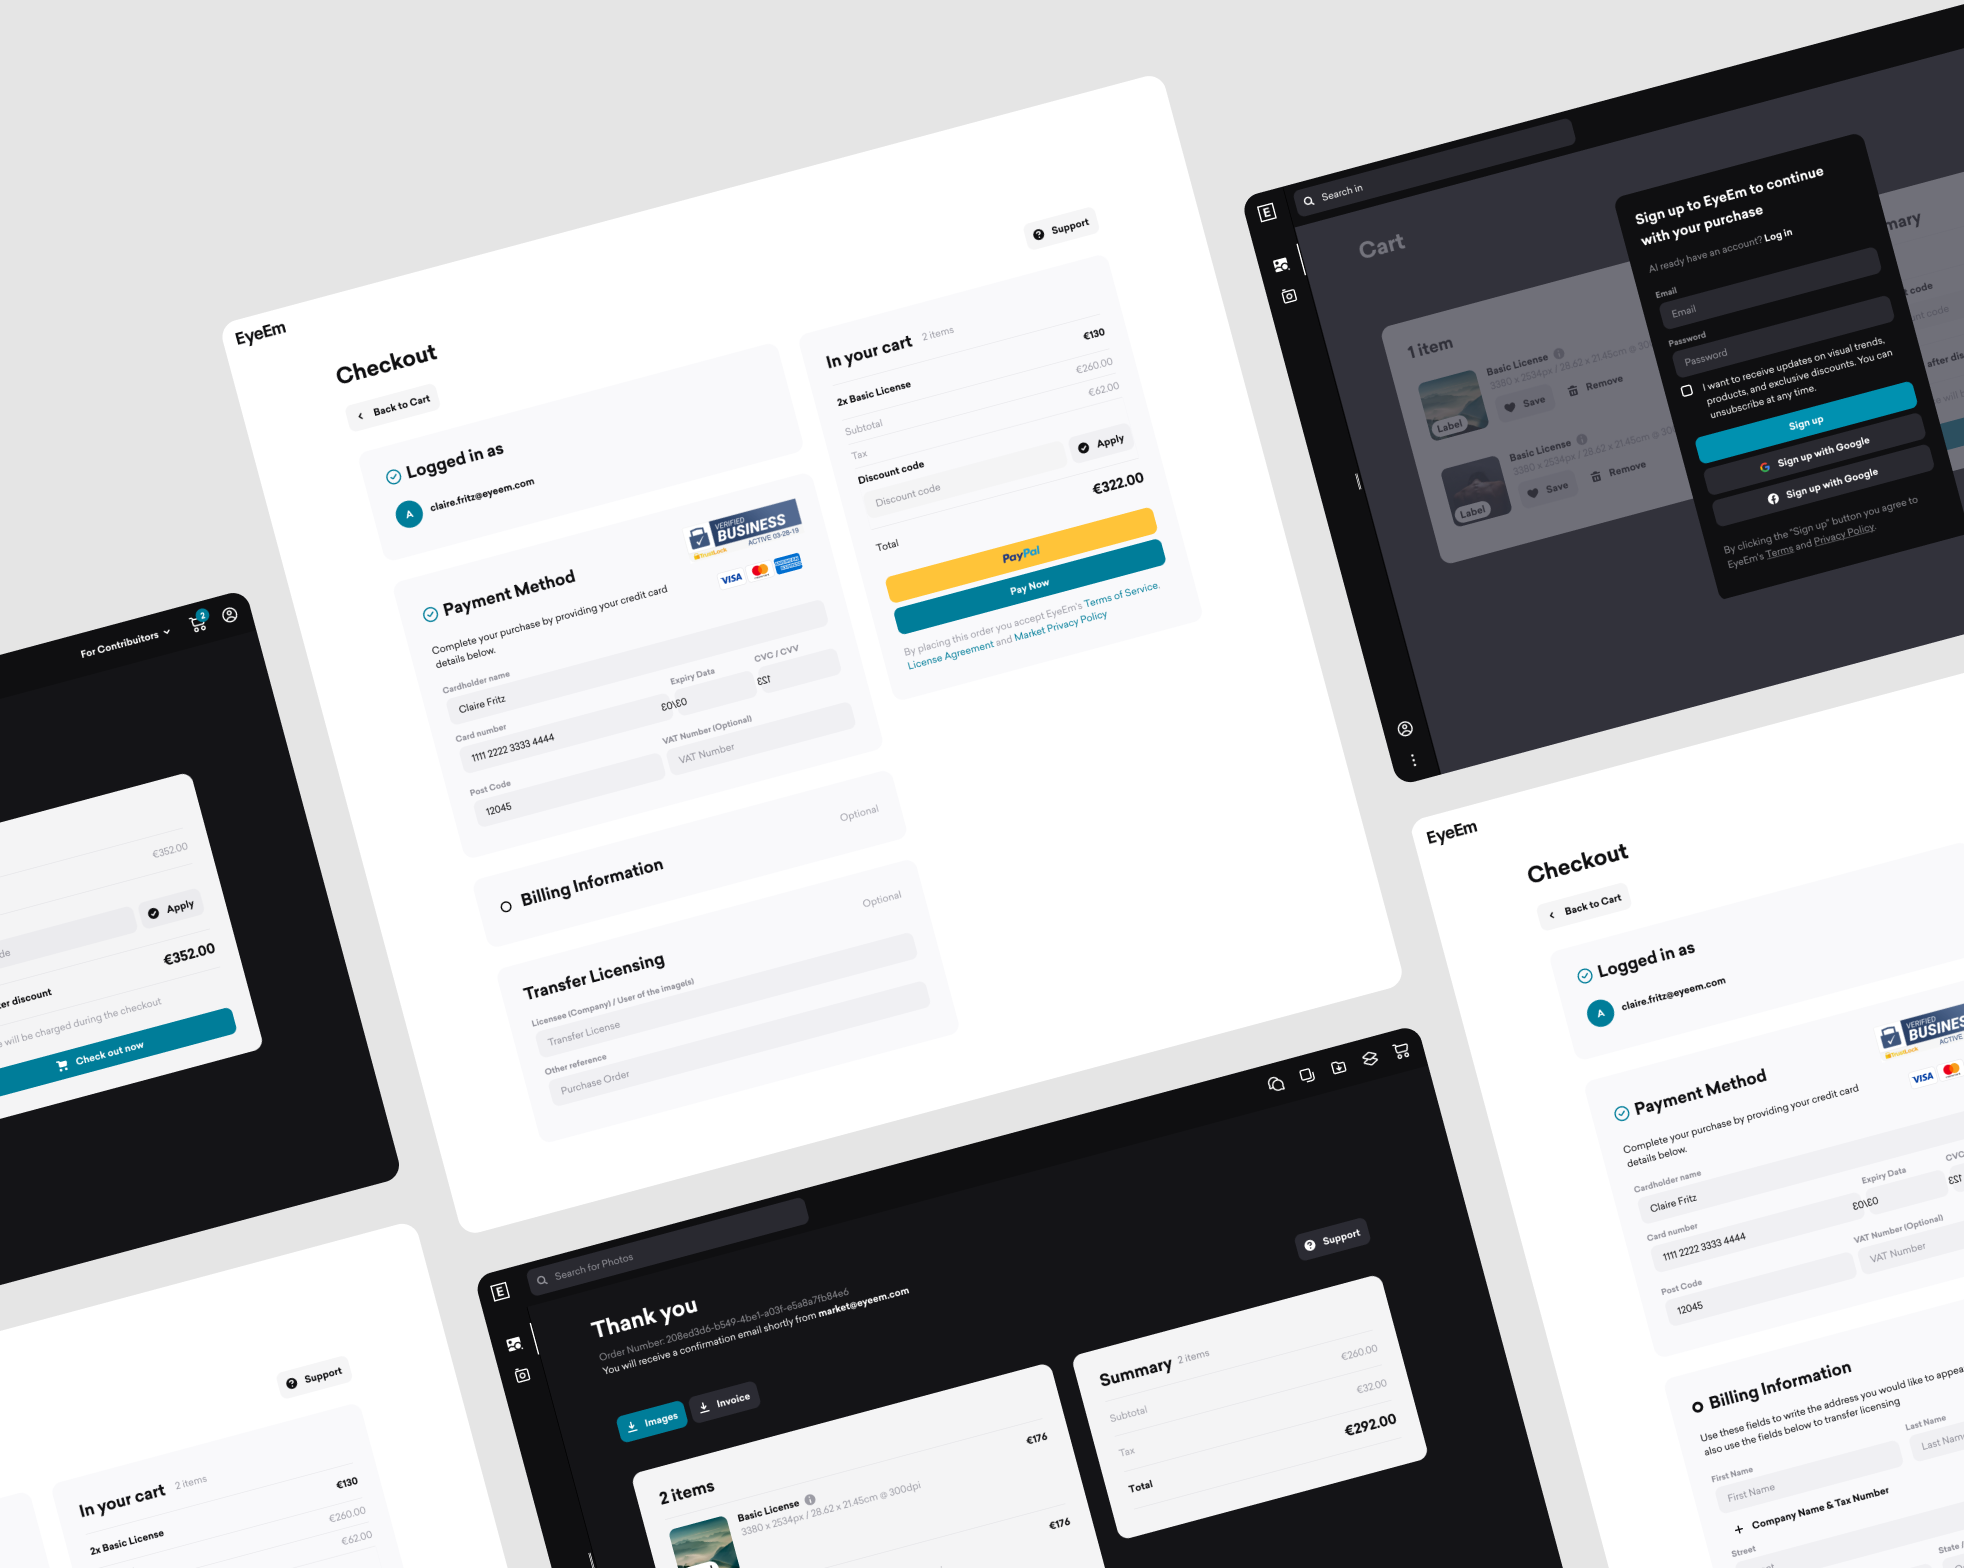 EyeEm
Checkout
Back to Cart
Support
Logged in as
A
claire.fritz@eyeem.com
Payment Method
VERIFIED
BUSINESS
TrustLock
ACTIVE 03-28-19
VISA
Complete your purchase by providing your credit card
details below.
Cardholder name
Claire Fritz
Card number
1111 2222 3333 4444
Expiry Data
03\03
CVC / CVV
123
Post Code
12045
VAT Number (Optional)
VAT Number
Billing Information
Optional
Transfer Licensing
Optional
Licensee (Company) / User of the image(s)
Transfer License
Other reference
Purchase Order
In your cart
2 items
2x Basic License
€130
Subtotal
€260.00
Tax
€62.00
Discount code
Discount code
Apply
Total
€322.00
PayPal
Pay Now
By placing this order you accept EyeEm's Terms of Service.
License Agreement and Market Privacy Policy
E
Search in
Cart
1 item
Basic License
3380 x 2534px / 28.62 x 21.45cm @ 30
Save
Remove
Label
Basic License
3380 x 2534px / 28.62 x 21.45cm @ 30
Save
Remove
Label
mary
code
after dis
e will
Sign up to EyeEm to continue
with your purchase
Al ready have an account? Log in
Email
Email
Password
Password
I want to receive updates on visual trends,
products, and exclusive discounts. You can
unsubscribe at any time.
Sign up
Sign up with Google
Sign up with Google
By clicking the "Sign up" button you agree to
EyeEm's Terms and Privacy Policy.
For Contribuitors
2
€352.00
de
Apply
€352.00
er discount
will be charged during the checkout
Check out now
Support
In your cart
2 items
2x Basic License
€130
€260.00
€62.00
E
Search for Photos
Support
Thank you
Order Number: 208ed3d6-b549-4be1-a03f-e5a8a7fb84e6
You will receive a confirmation email shortly from market@eyeem.com
Images
Invoice
2 items
€176
Basic License
3380 x 2534px / 28.62 x 21.45cm @ 300dpi
€176
Summary
2 items
Subtotal
€260.00
Tax
€32.00
Total
€292.00
EyeEm
Checkout
Back to Cart
Logged in as
A
claire.fritz@eyeem.com
Payment Method
VERIFIED
BUSINESS
TrustLock
ACTIVE
VISA
Complete your purchase by providing your credit card
details below.
Cardholder name
Claire Fritz
Card number
1111 2222 3333 4444
Expiry Data
03\03
CVC
123
Post Code
12045
VAT Number (Optional)
VAT Number
Billing Information
Use these fields to write the address you would like to appea
also use the fields below to transfer licensing
First Name
First Name
Last Name
Last Name
Company Name & Tax Number
Street
State /